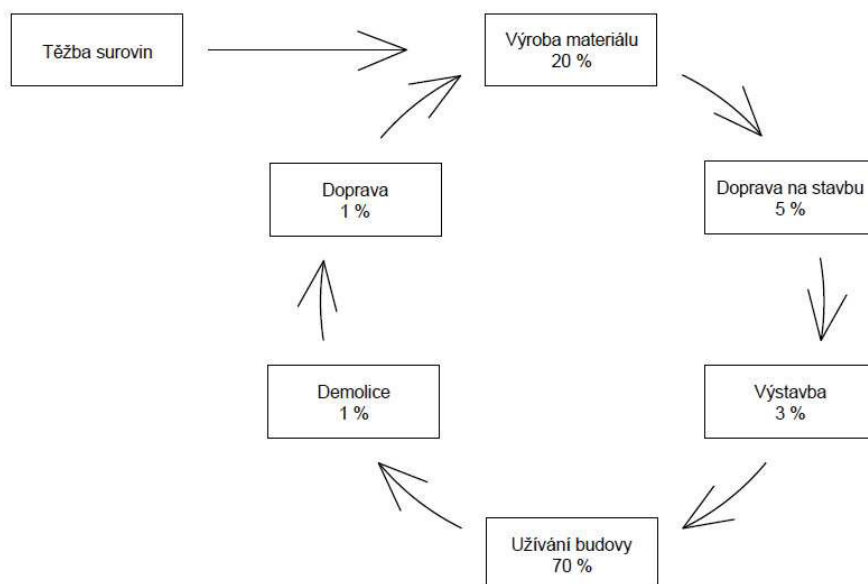 Těžba surovin
Výroba materiálu
20 %
Doprava
1 %
Doprava na stavbu
5 %
Demolice
1 %
Výstavba
3 %
Užívání budovy
70 %